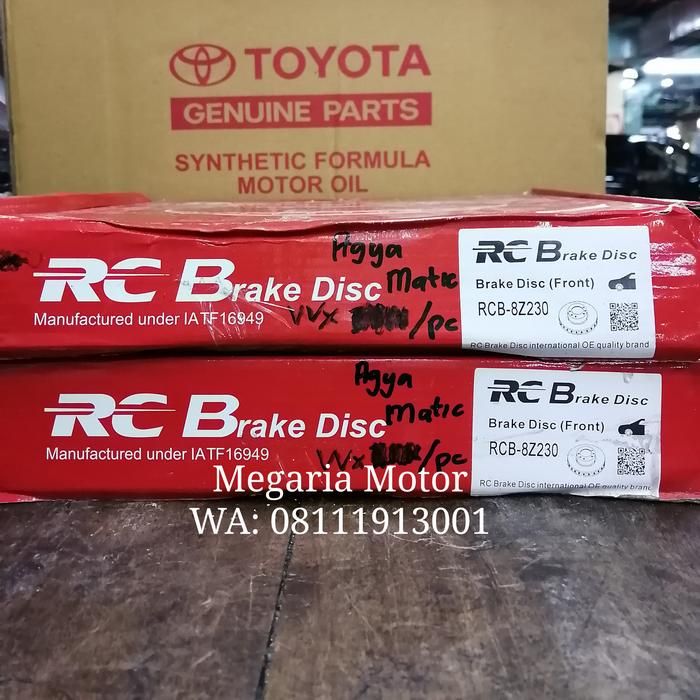 TOYOTA
GENUINE PARTS
SYNTHETIC FORMULA
MOTOR OIL
RC Brake Disc
Manufactured under IATF16949
Agya
Matic
/pc
RC Brake Disc
Brake Disc (Front)
RCB-8Z230
RC Brake Disc international OE quality brand
RC Brake Disc
Manufactured under IATF16949
Agya
Matic
/pc
RC Brake Disc
Brake Disc (Front)
RCB-8Z230
RC Brake Disc international OE quality brand
Megaria Motor
WA: 08111913001